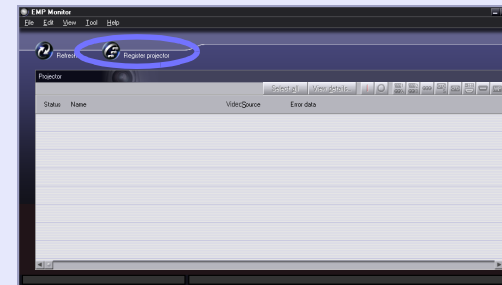 EMP Monitor
File Edit View Tool Help
Refresh Register projector
Projector
Select all View details
Status Name Video Source Error data